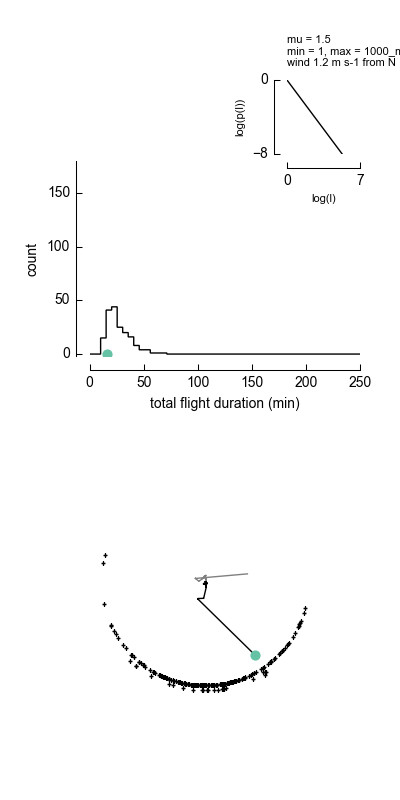 mu = 1.5
min = 1, max = 1000_m
wind 1.2 m s-1 from N
0
log(p(l))
−8
0 7
log(l)
150
100
count
50
0
0 50 100 150 200 250
total flight duration (min)